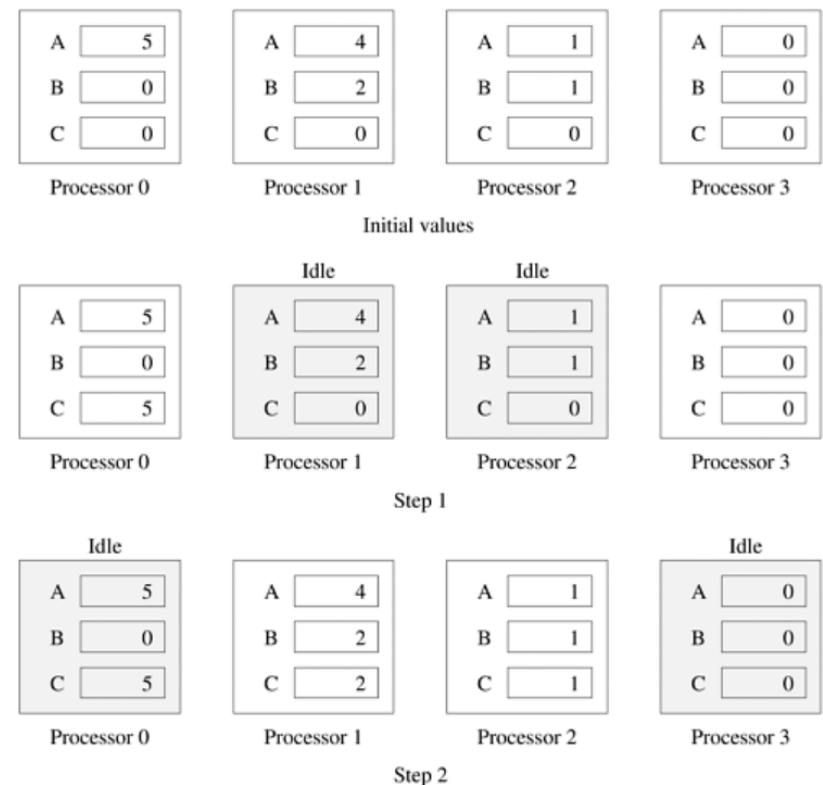 A 5 A 4 A 1 A 0
B 0 B 2 B 1 B 0
C 0 C 0 C 0 C 0
Processor 0 Processor 1 Processor 2 Processor 3
Initial values
Idle Idle
A 5 A 4 A 1 A 0
B 0 B 2 B 1 B 0
C 5 C 0 C 0 C 0
Processor 0 Processor 1 Processor 2 Processor 3
Step 1
Idle Idle
A 5 A 4 A 1 A 0
B 0 B 2 B 1 B 0
C 5 C 2 C 1 C 0
Processor 0 Processor 1 Processor 2 Processor 3
Step 2